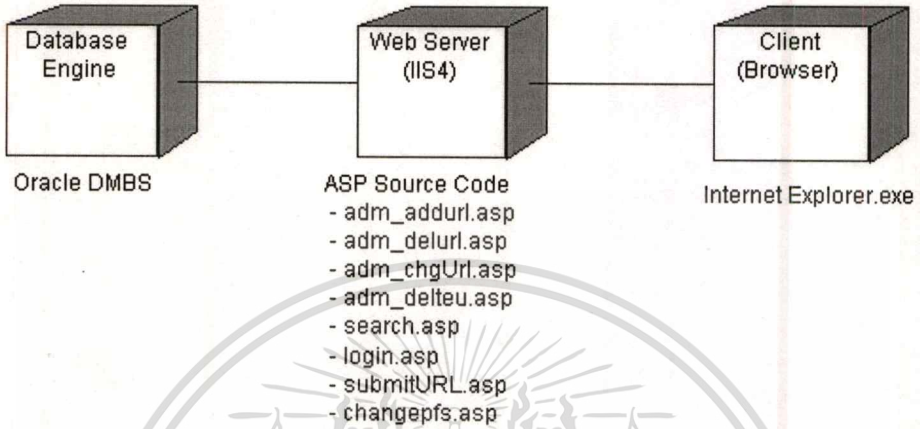 Database
Engine
Oracle DMBS
Web Server
(IIS4)
ASP Source Code
- adm_addurl.asp
- adm_delurl.asp
- adm_chgUrl.asp
- adm_delteu.asp
- search.asp
- login.asp
- submitURL.asp
- changepfs.asp
Client
(Browser)
Internet Explorer.exe